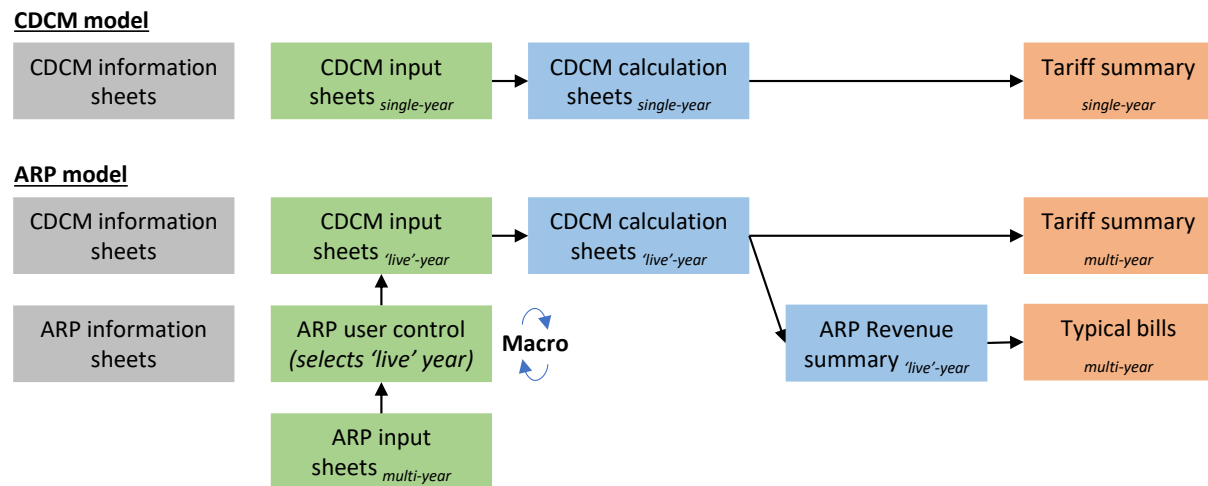 CDCM model
CDCM information
sheets
CDCM input
sheets single-year
CDCM calculation
sheets single-year
Tariff summary
single-year
ARP model
CDCM information
sheets
CDCM input
sheets ‘live’-year
CDCM calculation
sheets ‘live’-year
Tariff summary
multi-year
ARP information
sheets
ARP user control
(selects ‘live’ year)
Macro
ARP Revenue
summary ‘live’-year
Typical bills
multi-year
ARP input
sheets multi-year